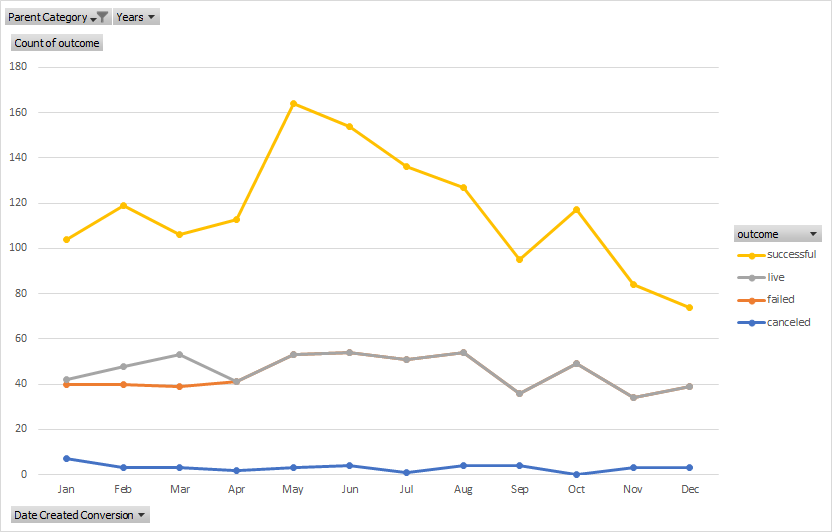 Parent Category Years
Count of outcome
180
160
140
120
100
80
60
40
20
0
Jan Feb Mar Apr May Jun Jul Aug Sep Oct Nov Dec
outcome
successful
live
failed
canceled
Date Created Conversion